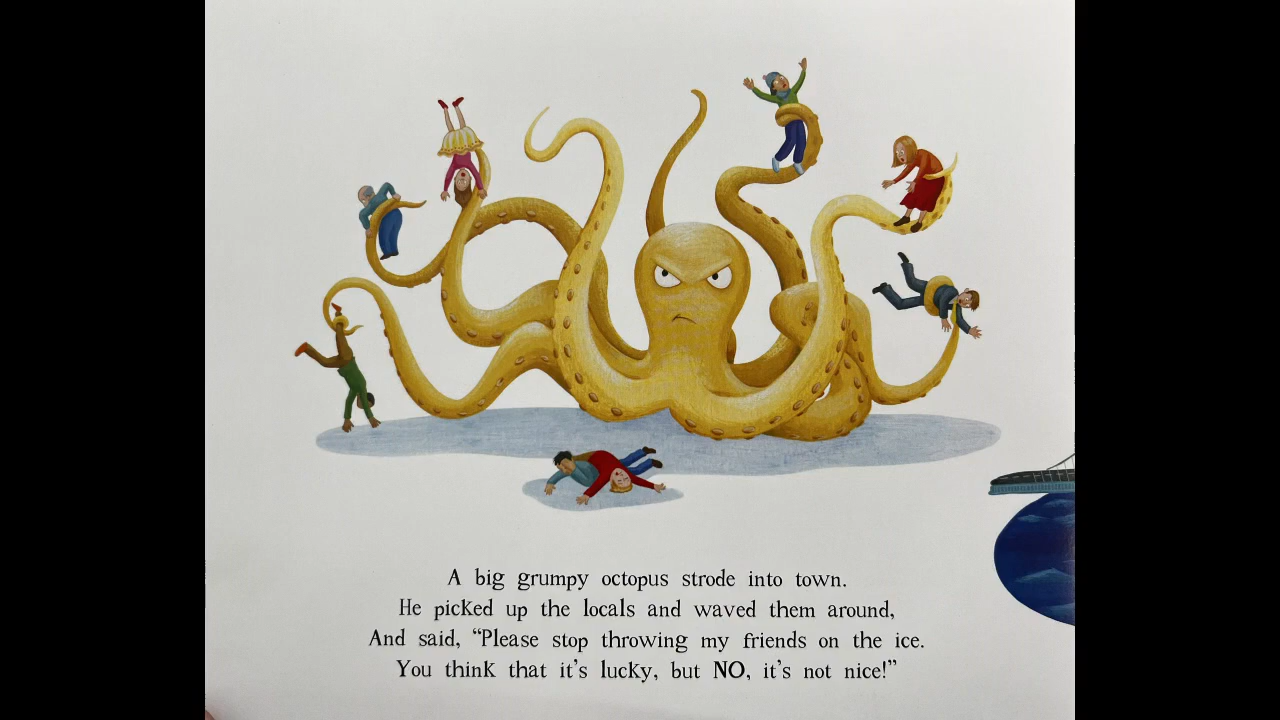 A big grumpy octopus strode into town.
He picked up the locals and waved them around,
And said, “Please stop throwing my friends on the ice.
You think that it’s lucky, but NO, it’s not nice!”